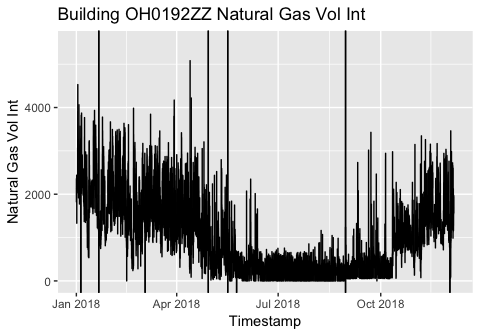 Building OH0192ZZ Natural Gas Vol Int
Natural Gas Vol Int
4000
2000
0
Jan 2018 Apr 2018 Jul 2018 Oct 2018
Timestamp